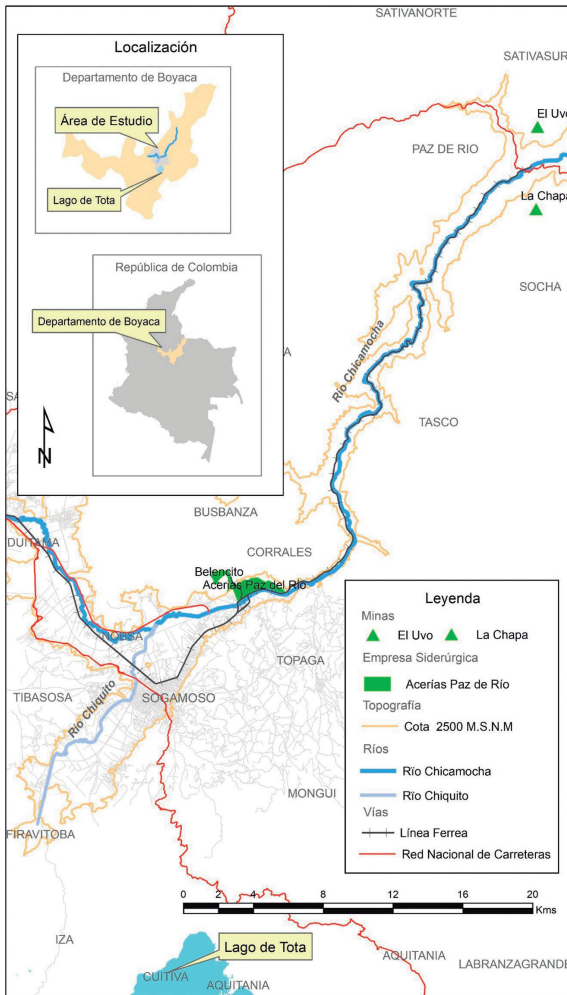 SATIVANORTE
Localización
SATIVASUR
Departamento de Boyaca
Área de Estudio
El Uvo
PAZ DE RIO
Lago de Tota
La Chapa
República de Colombia
SOCHA
Departamento de Boyaca
A
Río Chicamocha
SA
N
TASCO
BUSBANZA
DUITAMA
CORRALES
Belencito
Acerías Paz del Río
NOBSA
TOPAGA
TIBASOSA
Río Chiquito
SOGAMOSO
MONGUI
FIRAVITOBA
Leyenda
Minas
El Uvo La Chapa
Empresa Siderúrgica
Acerías Paz de Río
Topografía
Cota 2500 M.S.N.M
Ríos
Río Chicamocha
Río Chiquito
Vías
Línea Ferrea
Red Nacional de Carreteras
0 2 4 8 12 16 20
Kms
IZA
Lago de Tota
CUITIVA
AQUITANIA
AQUITANIA
LABRANZAGRANDE